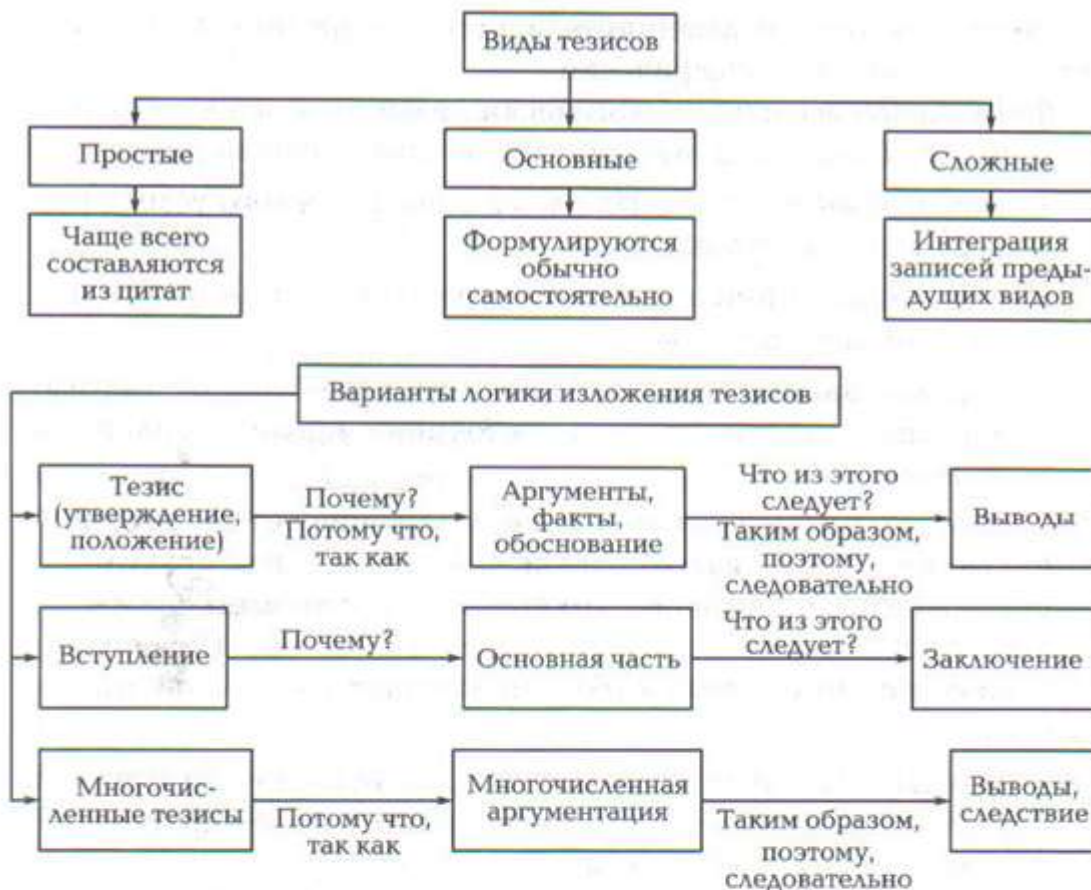 Виды тезисов
Простые
Основные
Сложные
Чаще всего
составляются
из цитат
Формулируются
обычно
самостоятельно
Интеграция
записей преды-
дущих видов
Варианты логики изложения тезисов
Тезис
(утверждение,
положение)
Почему?
Потому что,
так как
Аргументы,
факты,
обоснование
Что из этого
следует?
Таким образом,
поэтому,
следовательно
Выводы
Вступление
Почему?
Основная часть
Что из этого
следует?
Заключение
Многочис-
ленные тезисы
Потому что,
так как
Многочисленная
аргументация
Таким образом,
поэтому,
следовательно
Выводы,
следствие